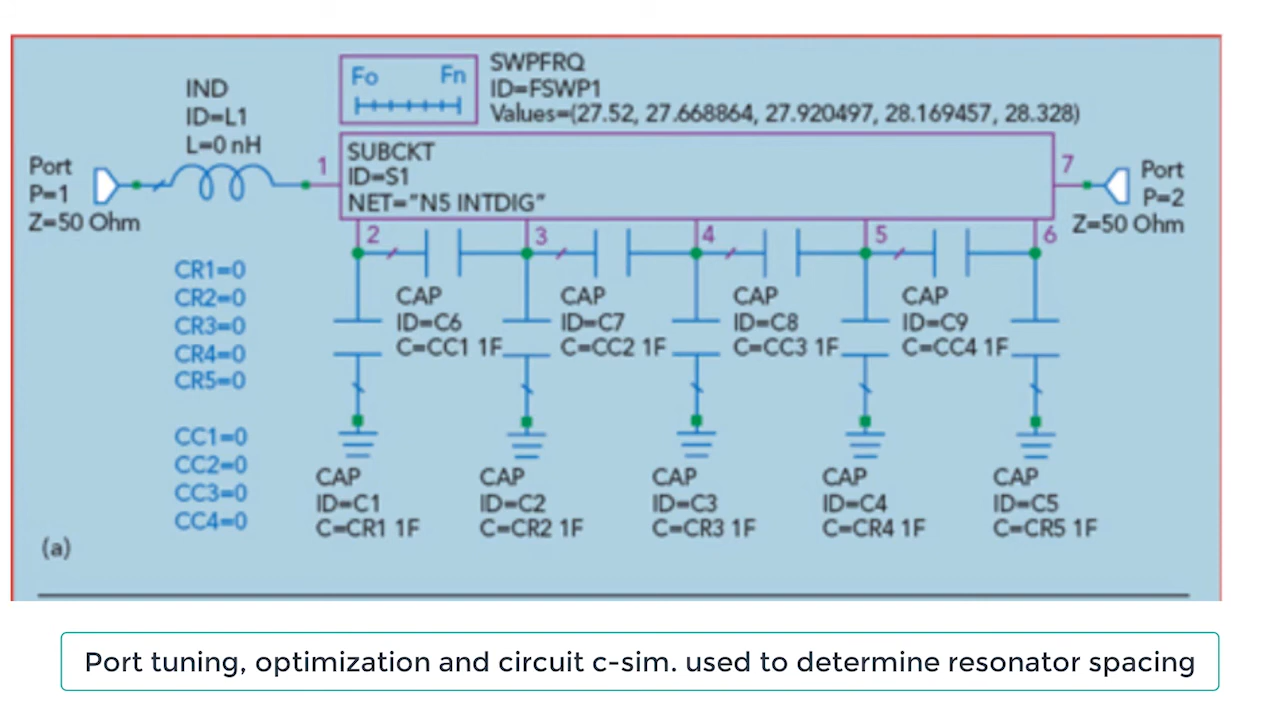 SWPFRQ
ID=FSWP1
Values=(27.52, 27.668864, 27.920497, 28.169457, 28.328)
Fo Fn
IND
ID=L1
L=0 nH
Port
P=1
Z=50 Ohm
1
SUBCKT
ID=S1
NET="N5 INTDIG"
7
Port
P=2
Z=50 Ohm
2 3 4 5 6
CR1=0
CR2=0
CR3=0
CR4=0
CR5=0
CC1=0
CC2=0
CC3=0
CC4=0
CAP
ID=C6
C=CC1 1F
CAP
ID=C7
C=CC2 1F
CAP
ID=C8
C=CC3 1F
CAP
ID=C9
C=CC4 1F
CAP
ID=C1
C=CR1 1F
CAP
ID=C2
C=CR2 1F
CAP
ID=C3
C=CR3 1F
CAP
ID=C4
C=CR4 1F
CAP
ID=C5
C=CR5 1F
(a)
Port tuning, optimization and circuit c-sim. used to determine resonator spacing